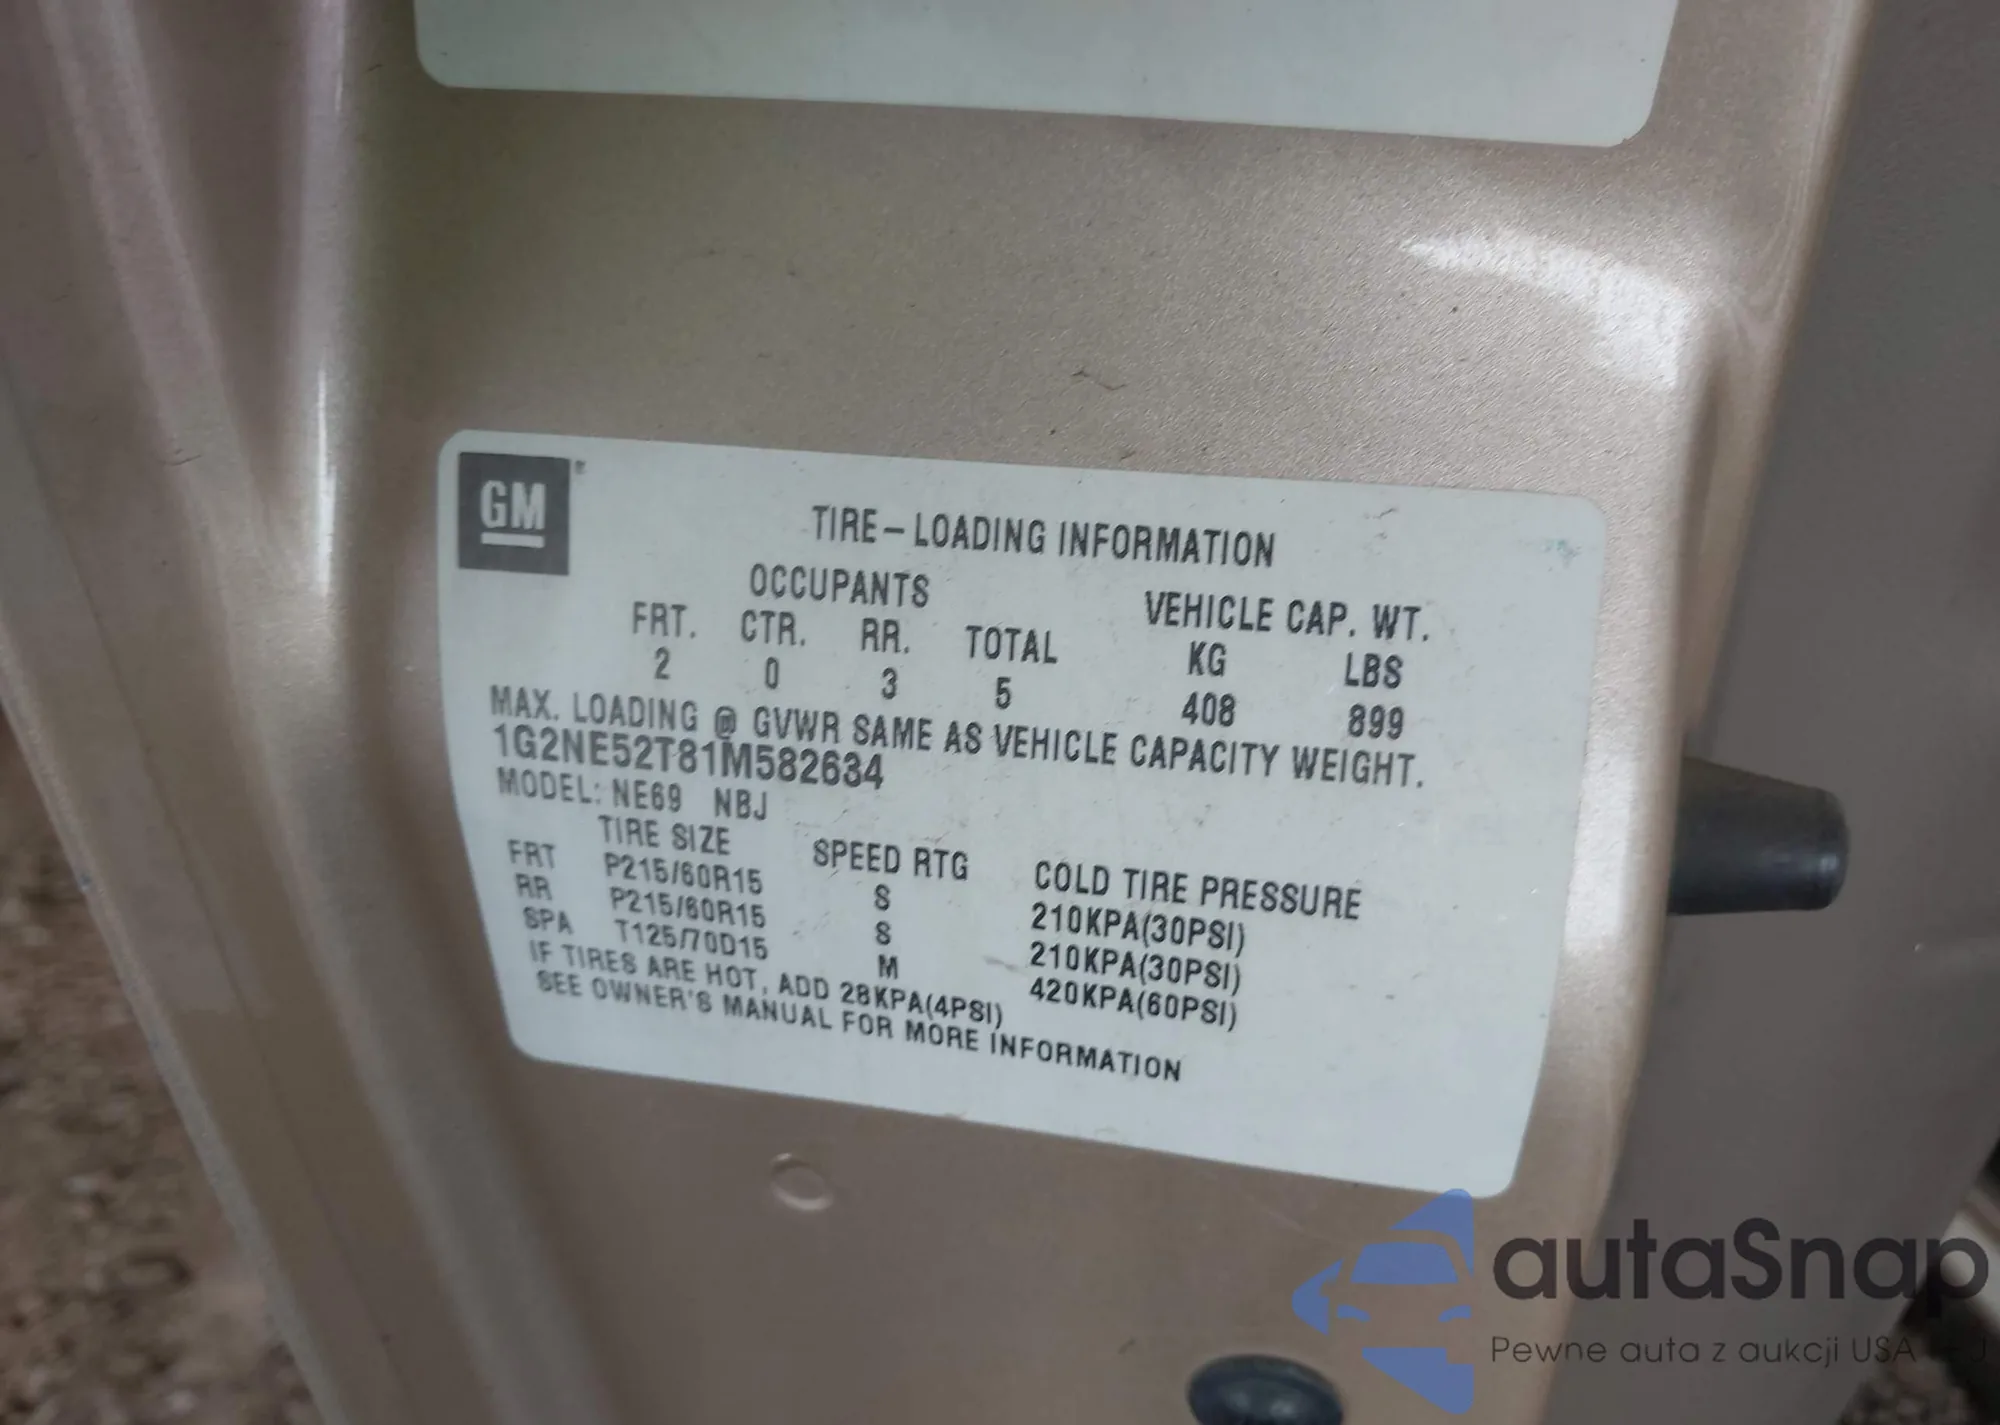 GM
TIRE–LOADING INFORMATION
OCCUPANTS VEHICLE CAP. WT.
FRT. CTR. RR. TOTAL KG LBS
2 0 3 5 408 899
MAX. LOADING @ GVWR SAME AS VEHICLE CAPACITY WEIGHT.
1G2NE52T81M582634
MODEL: NE69 NBJ
TIRE SIZE SPEED RTG COLD TIRE PRESSURE
FRT P215/60R15 S 210KPA(30PSI)
RR P215/60R15 S 210KPA(30PSI)
SPA T125/70D15 M 420KPA(60PSI)
IF TIRES ARE HOT, ADD 28KPA(4PSI)
SEE OWNER'S MANUAL FOR MORE INFORMATION
autaSnap
Pewne auta z aukcji USA